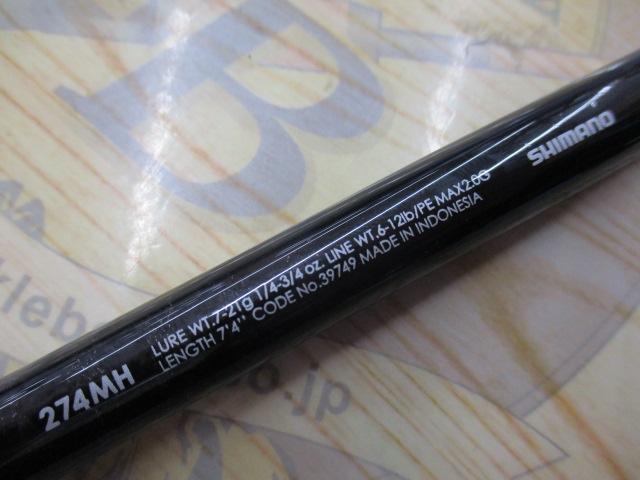 274MH
LURE WT.7-21g 1/4-3/4 oz. LINE WT.6-12lb/PE MAX2.0G
LENGTH 7'4" CODE No.39749 MADE IN INDONESIA
SHIMANO
B